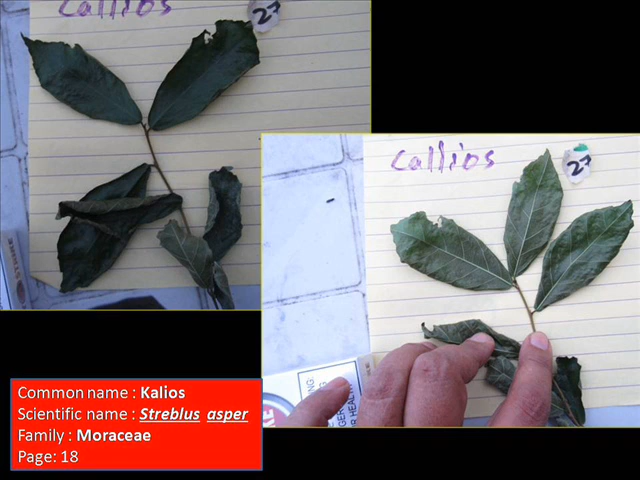 callios
27
callios
27
Common name : Kalios
Scientific name : Streblus asper
Family : Moraceae
Page: 18